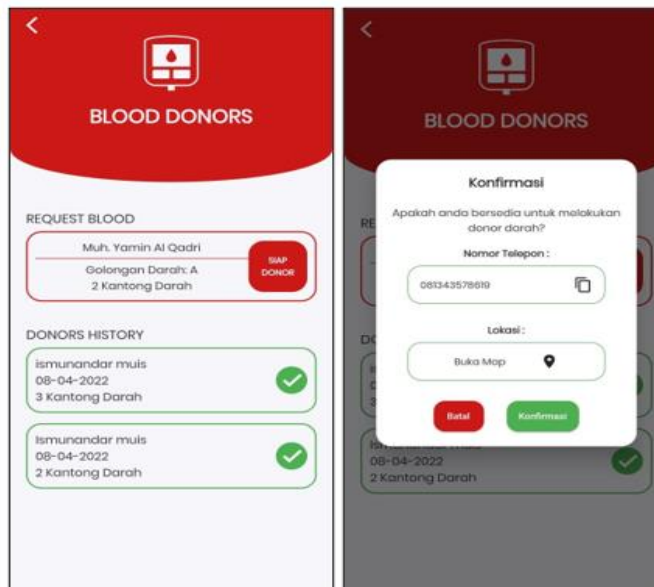 BLOOD DONORS
REQUEST BLOOD
Muh. Yamin Al Qadri
Golongan Darah: A
2 Kantong Darah
SIAP
DONOR
DONORS HISTORY
ismunandar muis
08-04-2022
3 Kantong Darah
Ismunandar muis
08-04-2022
2 Kantong Darah
BLOOD DONORS
RE
Konfirmasi
Apakah anda bersedia untuk melakukan
donor darah?
Nomor Telepon :
081343578619
Lokasi :
Buka Map
Batal
Konfirmasi
DO
08-04-2022
2 Kantong Darah